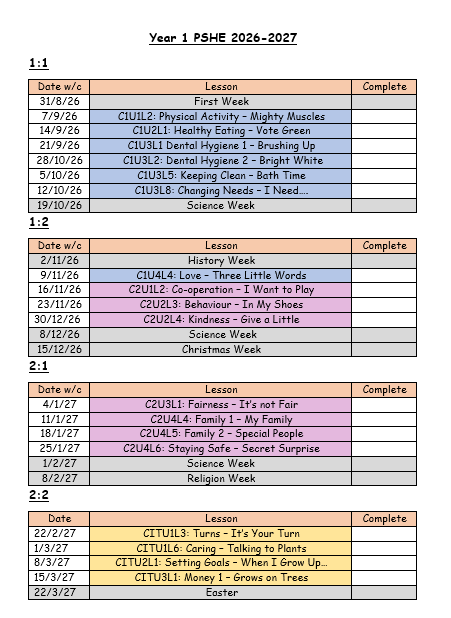 Year 1 PSHE 2026-2027
1:1
Date w/c Lesson Complete
31/8/26 First Week
7/9/26 C1U1L2: Physical Activity – Mighty Muscles
14/9/26 C1U2L1: Healthy Eating – Vote Green
21/9/26 C1U3L1 Dental Hygiene 1 – Brushing Up
28/10/26 C1U3L2: Dental Hygiene 2 – Bright White
5/10/26 C1U3L5: Keeping Clean – Bath Time
12/10/26 C1U3L8: Changing Needs – I Need....
19/10/26 Science Week
1:2
Date w/c Lesson Complete
2/11/26 History Week
9/11/26 C1U4L4: Love – Three Little Words
16/11/26 C2U1L2: Co-operation – I Want to Play
23/11/26 C2U2L3: Behaviour – In My Shoes
30/12/26 C2U2L4: Kindness – Give a Little
8/12/26 Science Week
15/12/26 Christmas Week
2:1
Date w/c Lesson Complete
4/1/27 C2U3L1: Fairness – It's not Fair
11/1/27 C2U4L4: Family 1 – My Family
18/1/27 C2U4L5: Family 2 – Special People
25/1/27 C2U4L6: Staying Safe – Secret Surprise
1/2/27 Science Week
8/2/27 Religion Week
2:2
Date Lesson Complete
22/2/27 CITU1L3: Turns – It's Your Turn
1/3/27 CITU1L6: Caring – Talking to Plants
8/3/27 CITU2L1: Setting Goals – When I Grow Up...
15/3/27 CITU3L1: Money 1 – Grows on Trees
22/3/27 Easter